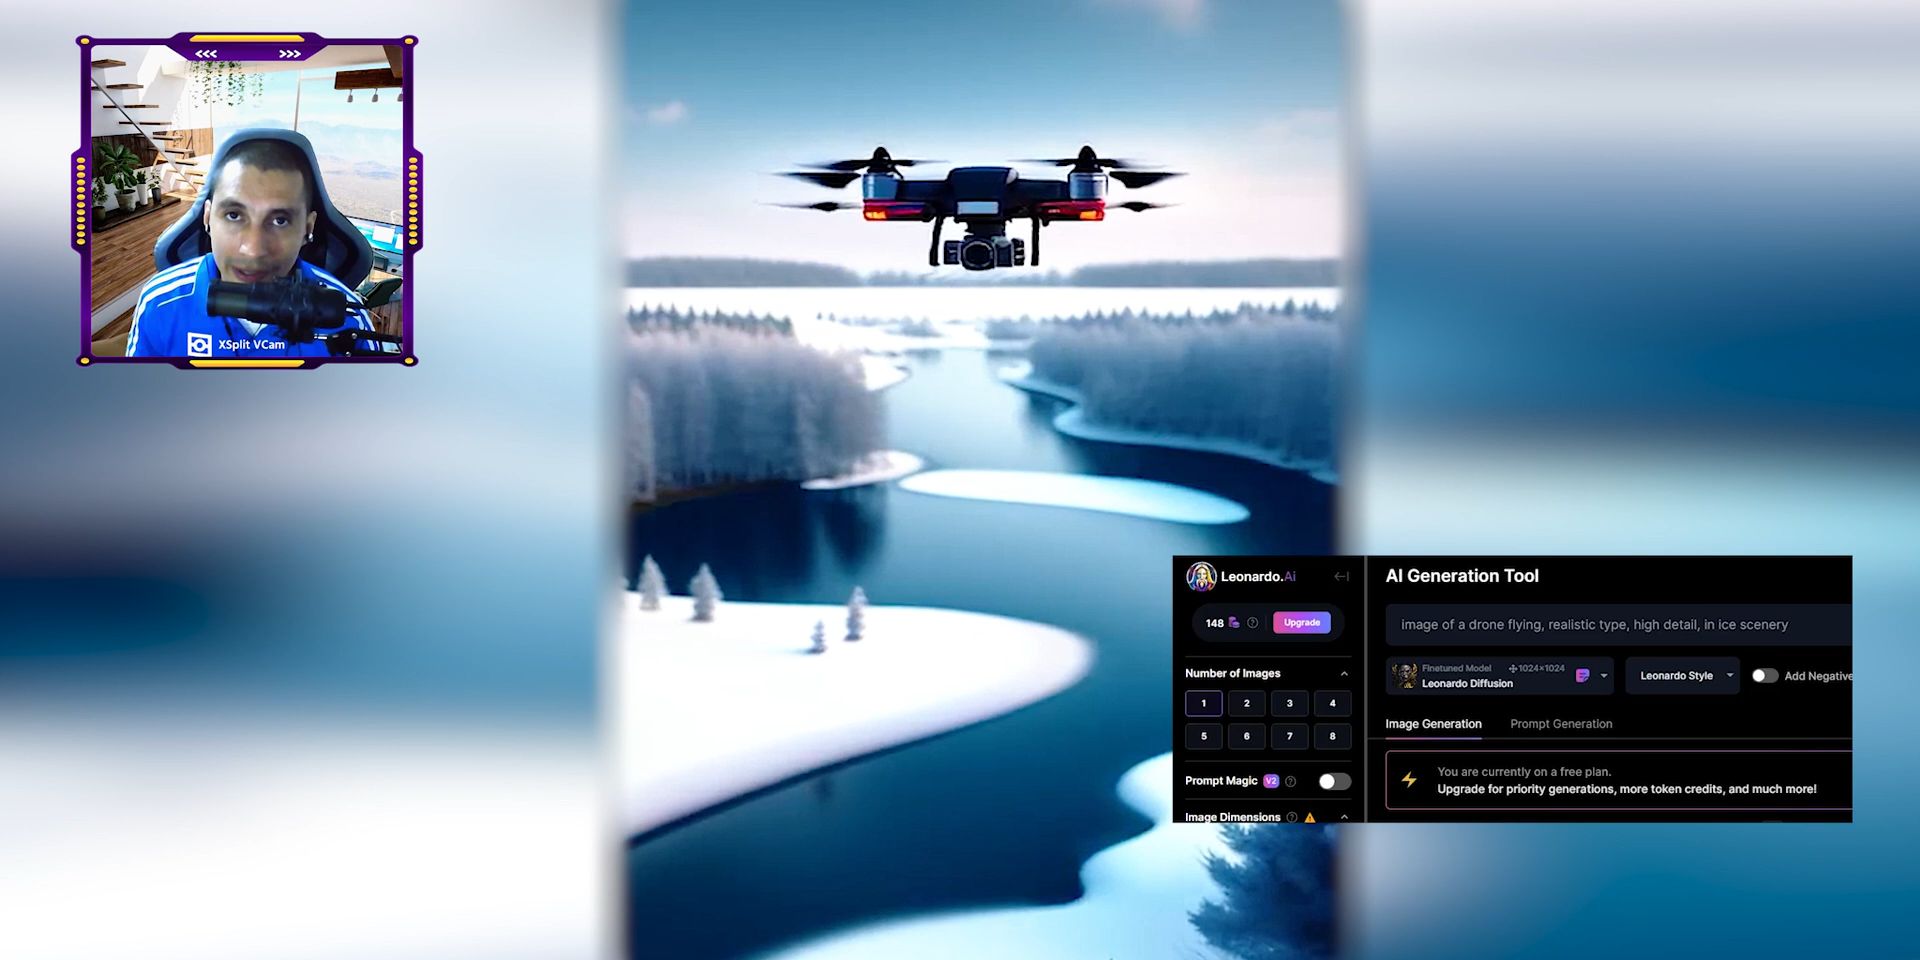 <<< >>>
XSplit VCam
Leonardo.Ai
148 Upgrade
Number of Images
1 2 3 4
5 6 7 8
Prompt Magic V2
Image Dimensions
AI Generation Tool
image of a drone flying, realistic type, high detail, in ice scenery
Finetuned Model 1024×1024
Leonardo Diffusion
Leonardo Style
Add Negative
Image Generation Prompt Generation
You are currently on a free plan.
Upgrade for priority generations, more token credits, and much more!